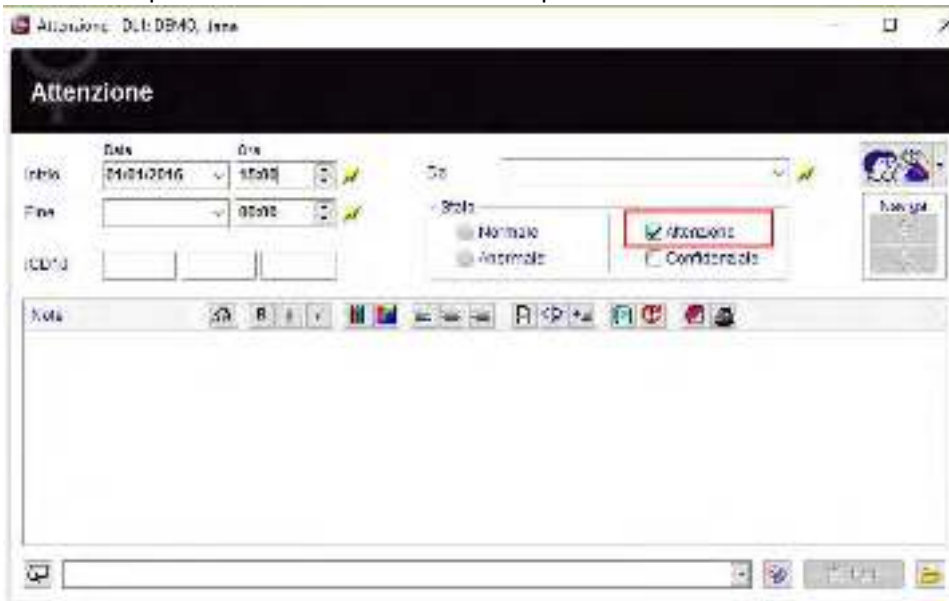 Attenzione DEMO, Jane
Attenzione
Data Ora
Inizio 01/01/2016 15:00
Fine 00:00
Stato
Normale Attenzione
Anormale Confidenziale
ICD10
Note